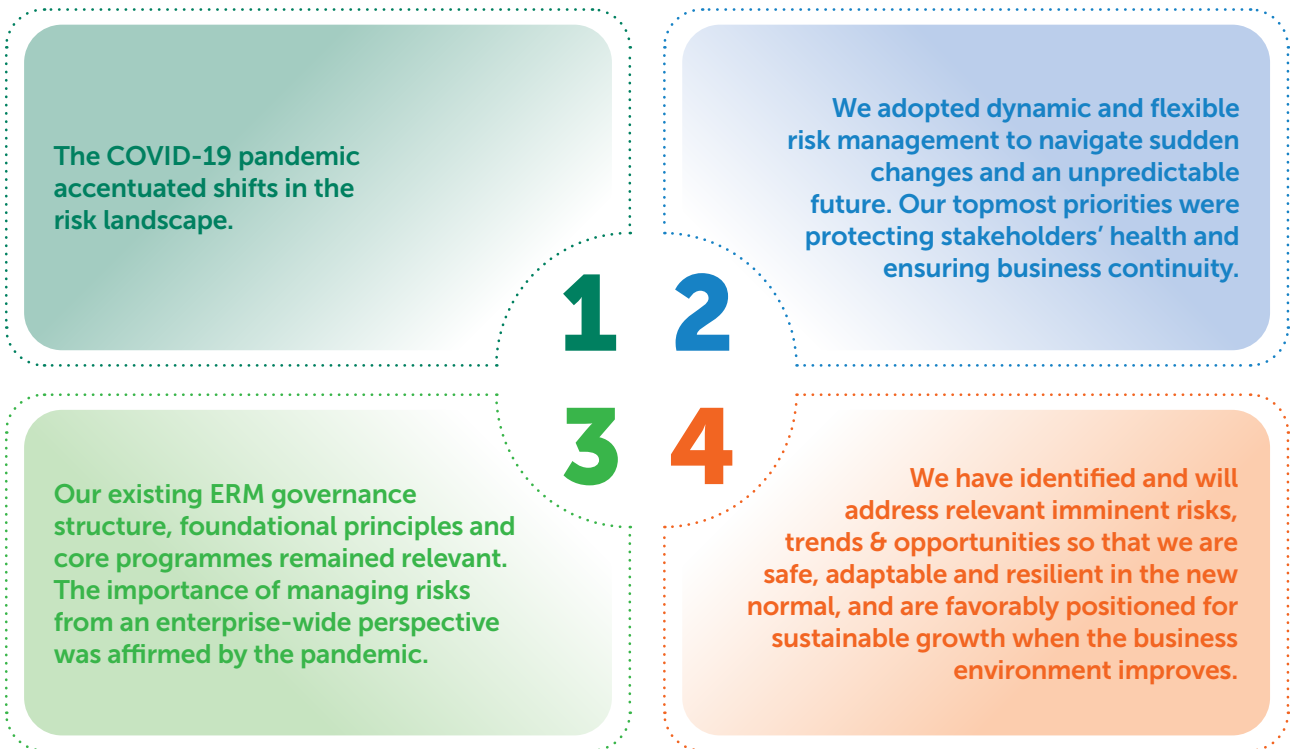 The COVID-19 pandemic
accentuated shifts in the
risk landscape.
1
We adopted dynamic and flexible
risk management to navigate sudden
changes and an unpredictable
future. Our topmost priorities were
protecting stakeholders’ health and
ensuring business continuity.
2
Our existing ERM governance
structure, foundational principles and
core programmes remained relevant.
The importance of managing risks
from an enterprise-wide perspective
was affirmed by the pandemic.
3
We have identified and will
address relevant imminent risks,
trends & opportunities so that we are
safe, adaptable and resilient in the new
normal, and are favorably positioned for
sustainable growth when the business
environment improves.
4